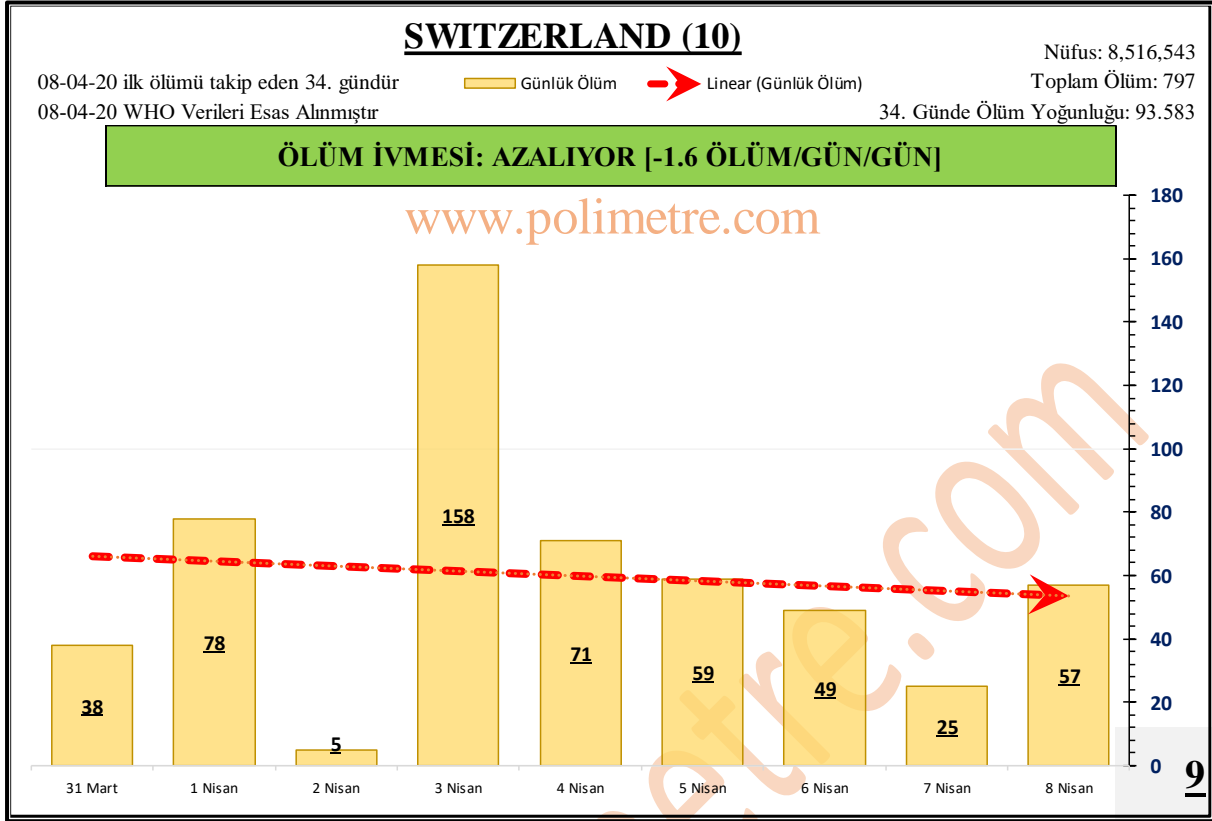 SWITZERLAND (10)
Nüfus: 8,516,543
08-04-20 ilk ölümü takip eden 34. gündür
Günlük Ölüm
Linear (Günlük Ölüm)
Toplam Ölüm: 797
08-04-20 WHO Verileri Esas Alınmıştır
34. Günde Ölüm Yoğunluğu: 93.583
ÖLÜM İVMESİ: AZALIYOR [-1.6 ÖLÜM/GÜN/GÜN]
www.polimetre.com
180
160
140
120
100
80
60
40
20
0
38
78
5
158
71
59
49
25
57
31 Mart
1 Nisan
2 Nisan
3 Nisan
4 Nisan
5 Nisan
6 Nisan
7 Nisan
8 Nisan
9
metre.com